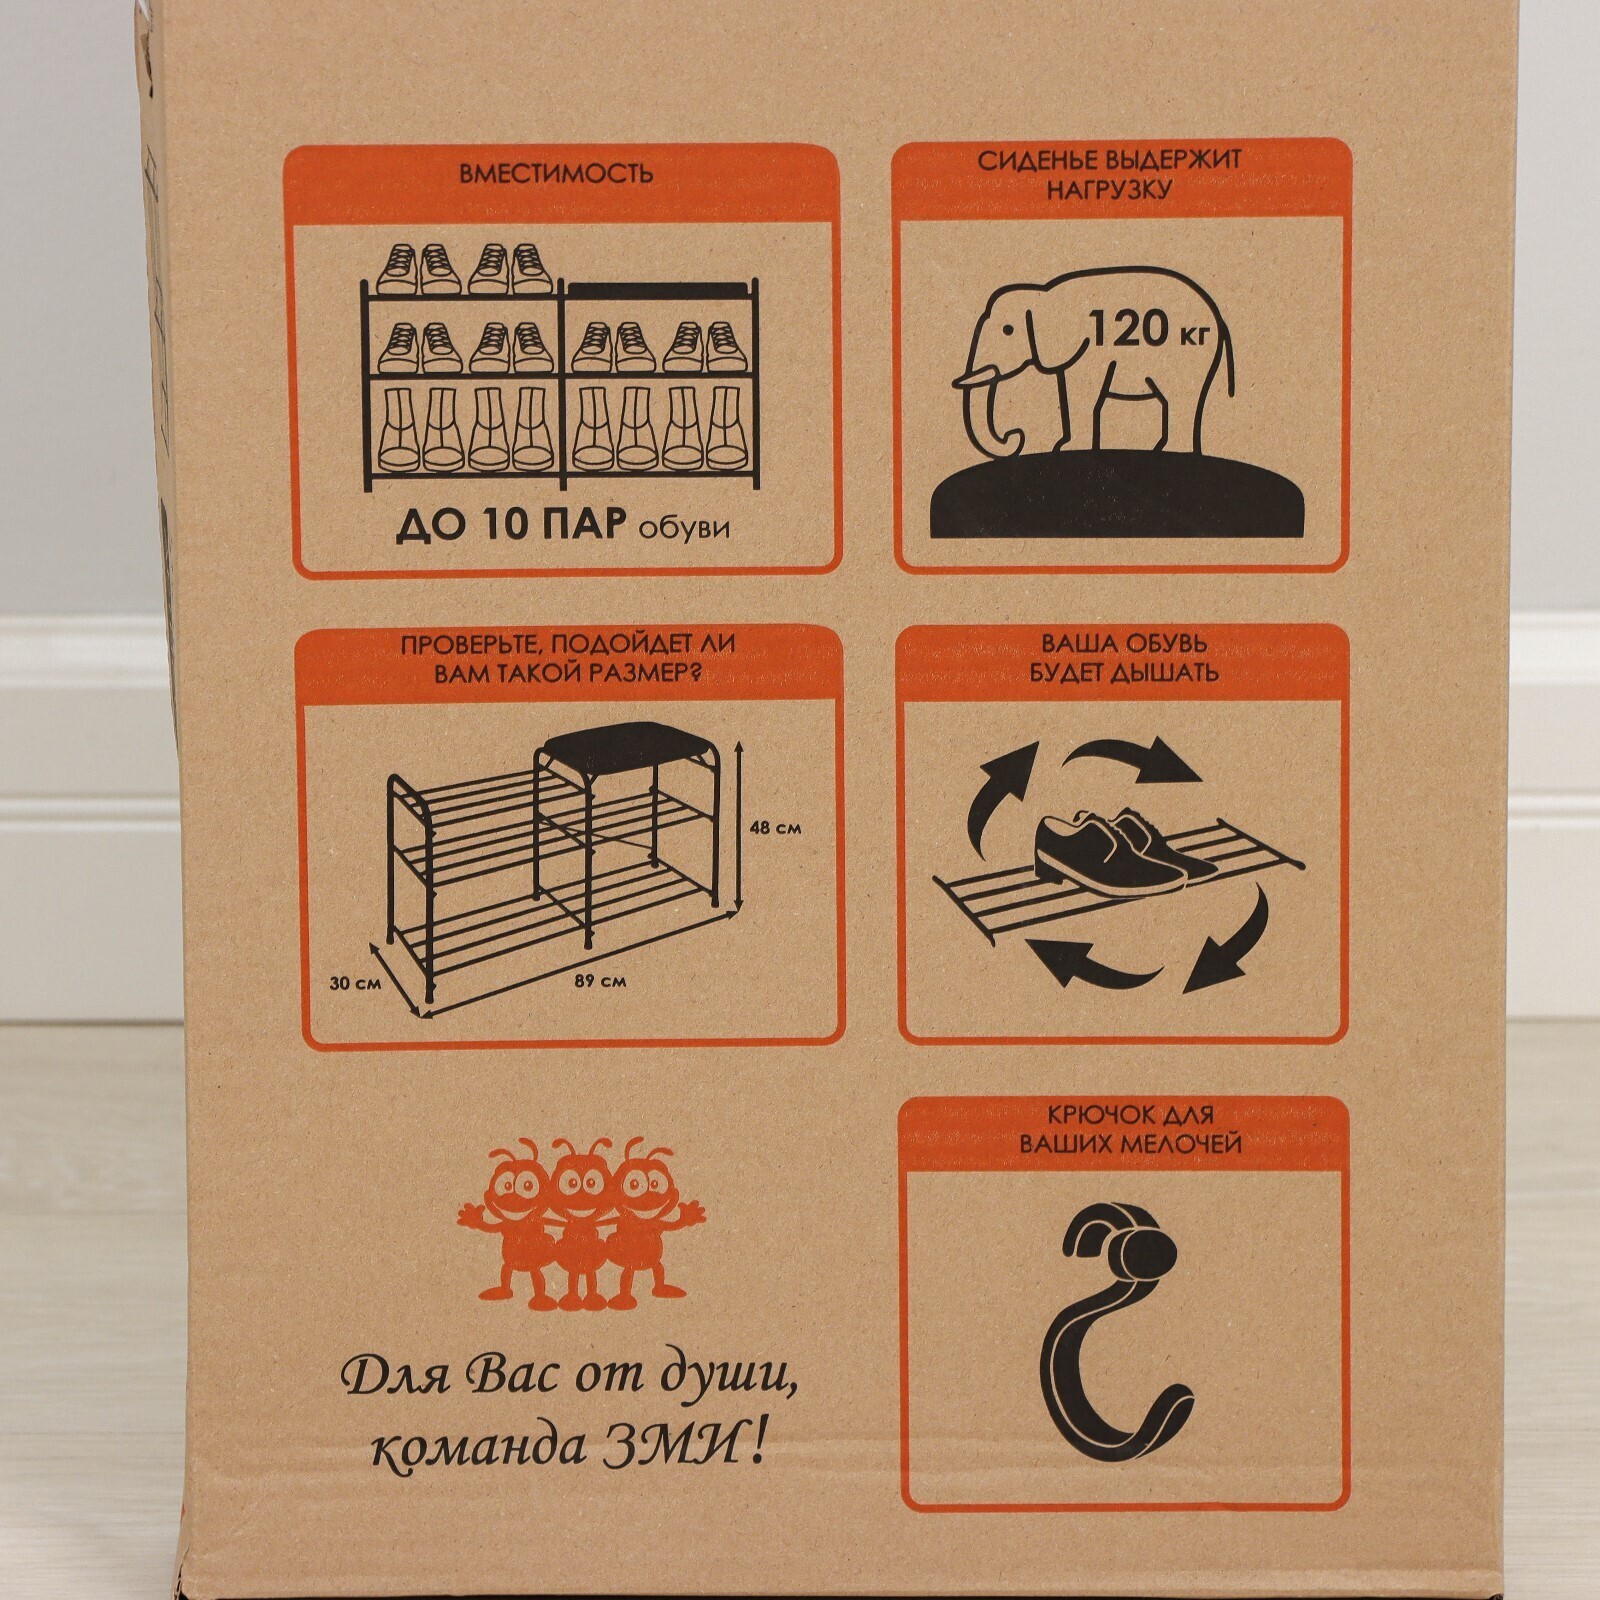 ВМЕСТИМОСТЬ
ДО 10 ПАР обуви
СИДЕНЬЕ ВЫДЕРЖИТ
НАГРУЗКУ
120 кг
ПРОВЕРЬТЕ, ПОДОЙДЕТ ЛИ
ВАМ ТАКОЙ РАЗМЕР?
48 см
30 см
89 см
ВАША ОБУВЬ
БУДЕТ ДЫШАТЬ
КРЮЧОК ДЛЯ
ВАШИХ МЕЛОЧЕЙ
Для Вас от души,
команда ЗМИ!